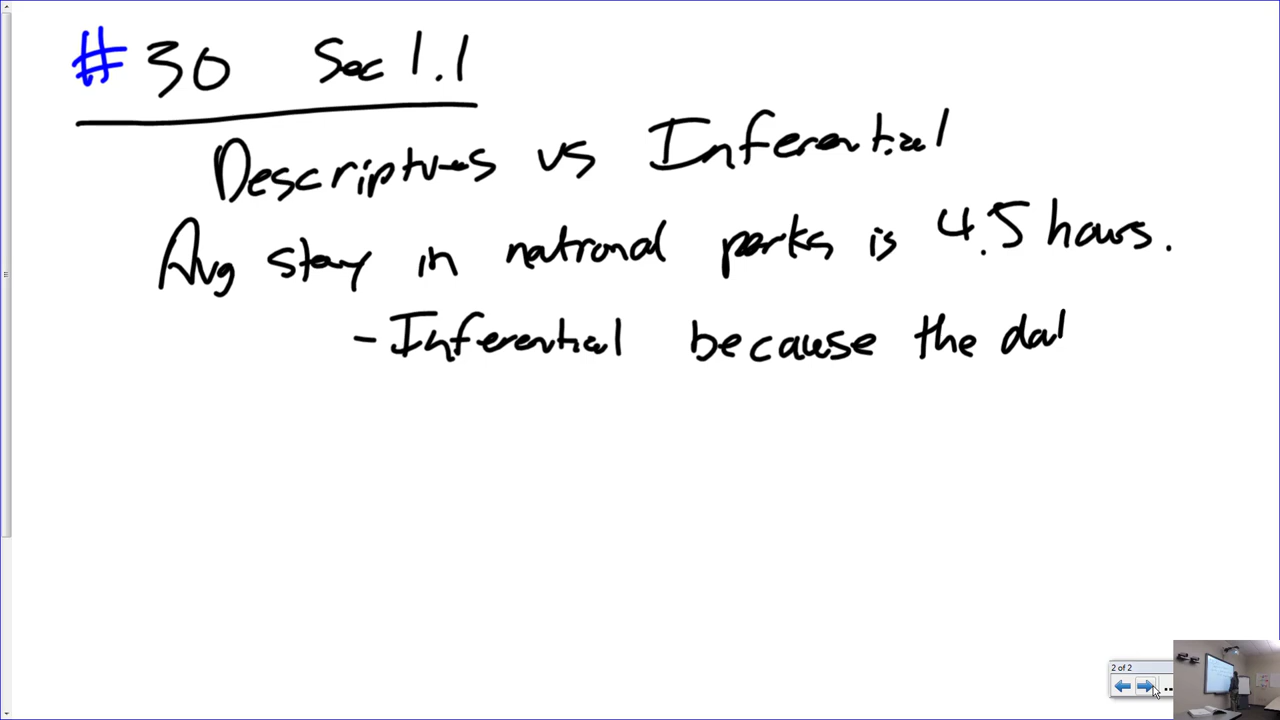 # 30 Sec 1.1
Descriptives vs Inferential
Avg stay in national parks is 4.5 hours.
- Inferential because the dat
2 of 2